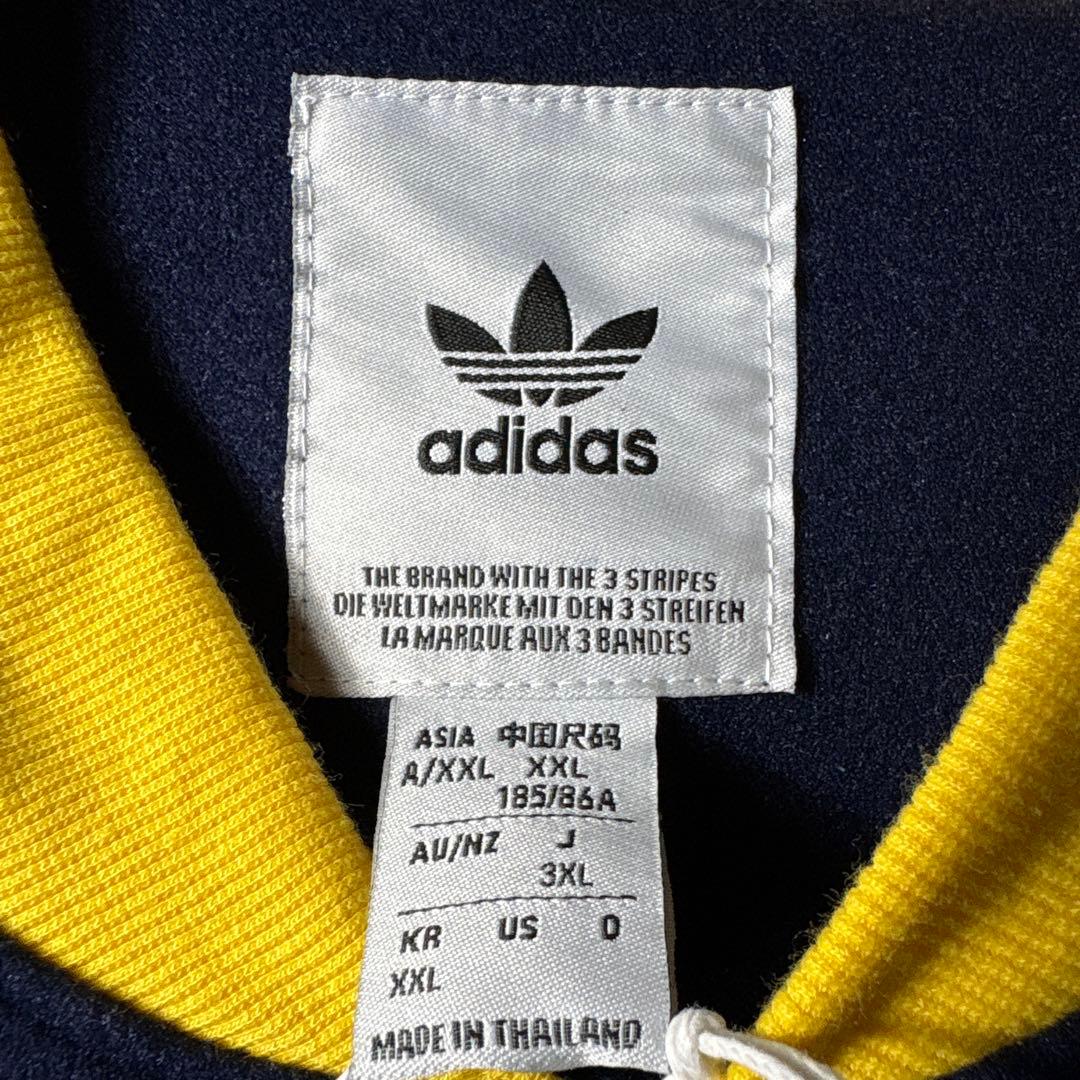 adidas
THE BRAND WITH THE 3 STRIPES
DIE WELTMARKE MIT DEN 3 STREIFEN
LA MARQUE AUX 3 BANDES
ASIA 中国尺码
A/XXL XXL
185/86A
AU/NZ J
3XL
KR US O
XXL
MADE IN THAILAND